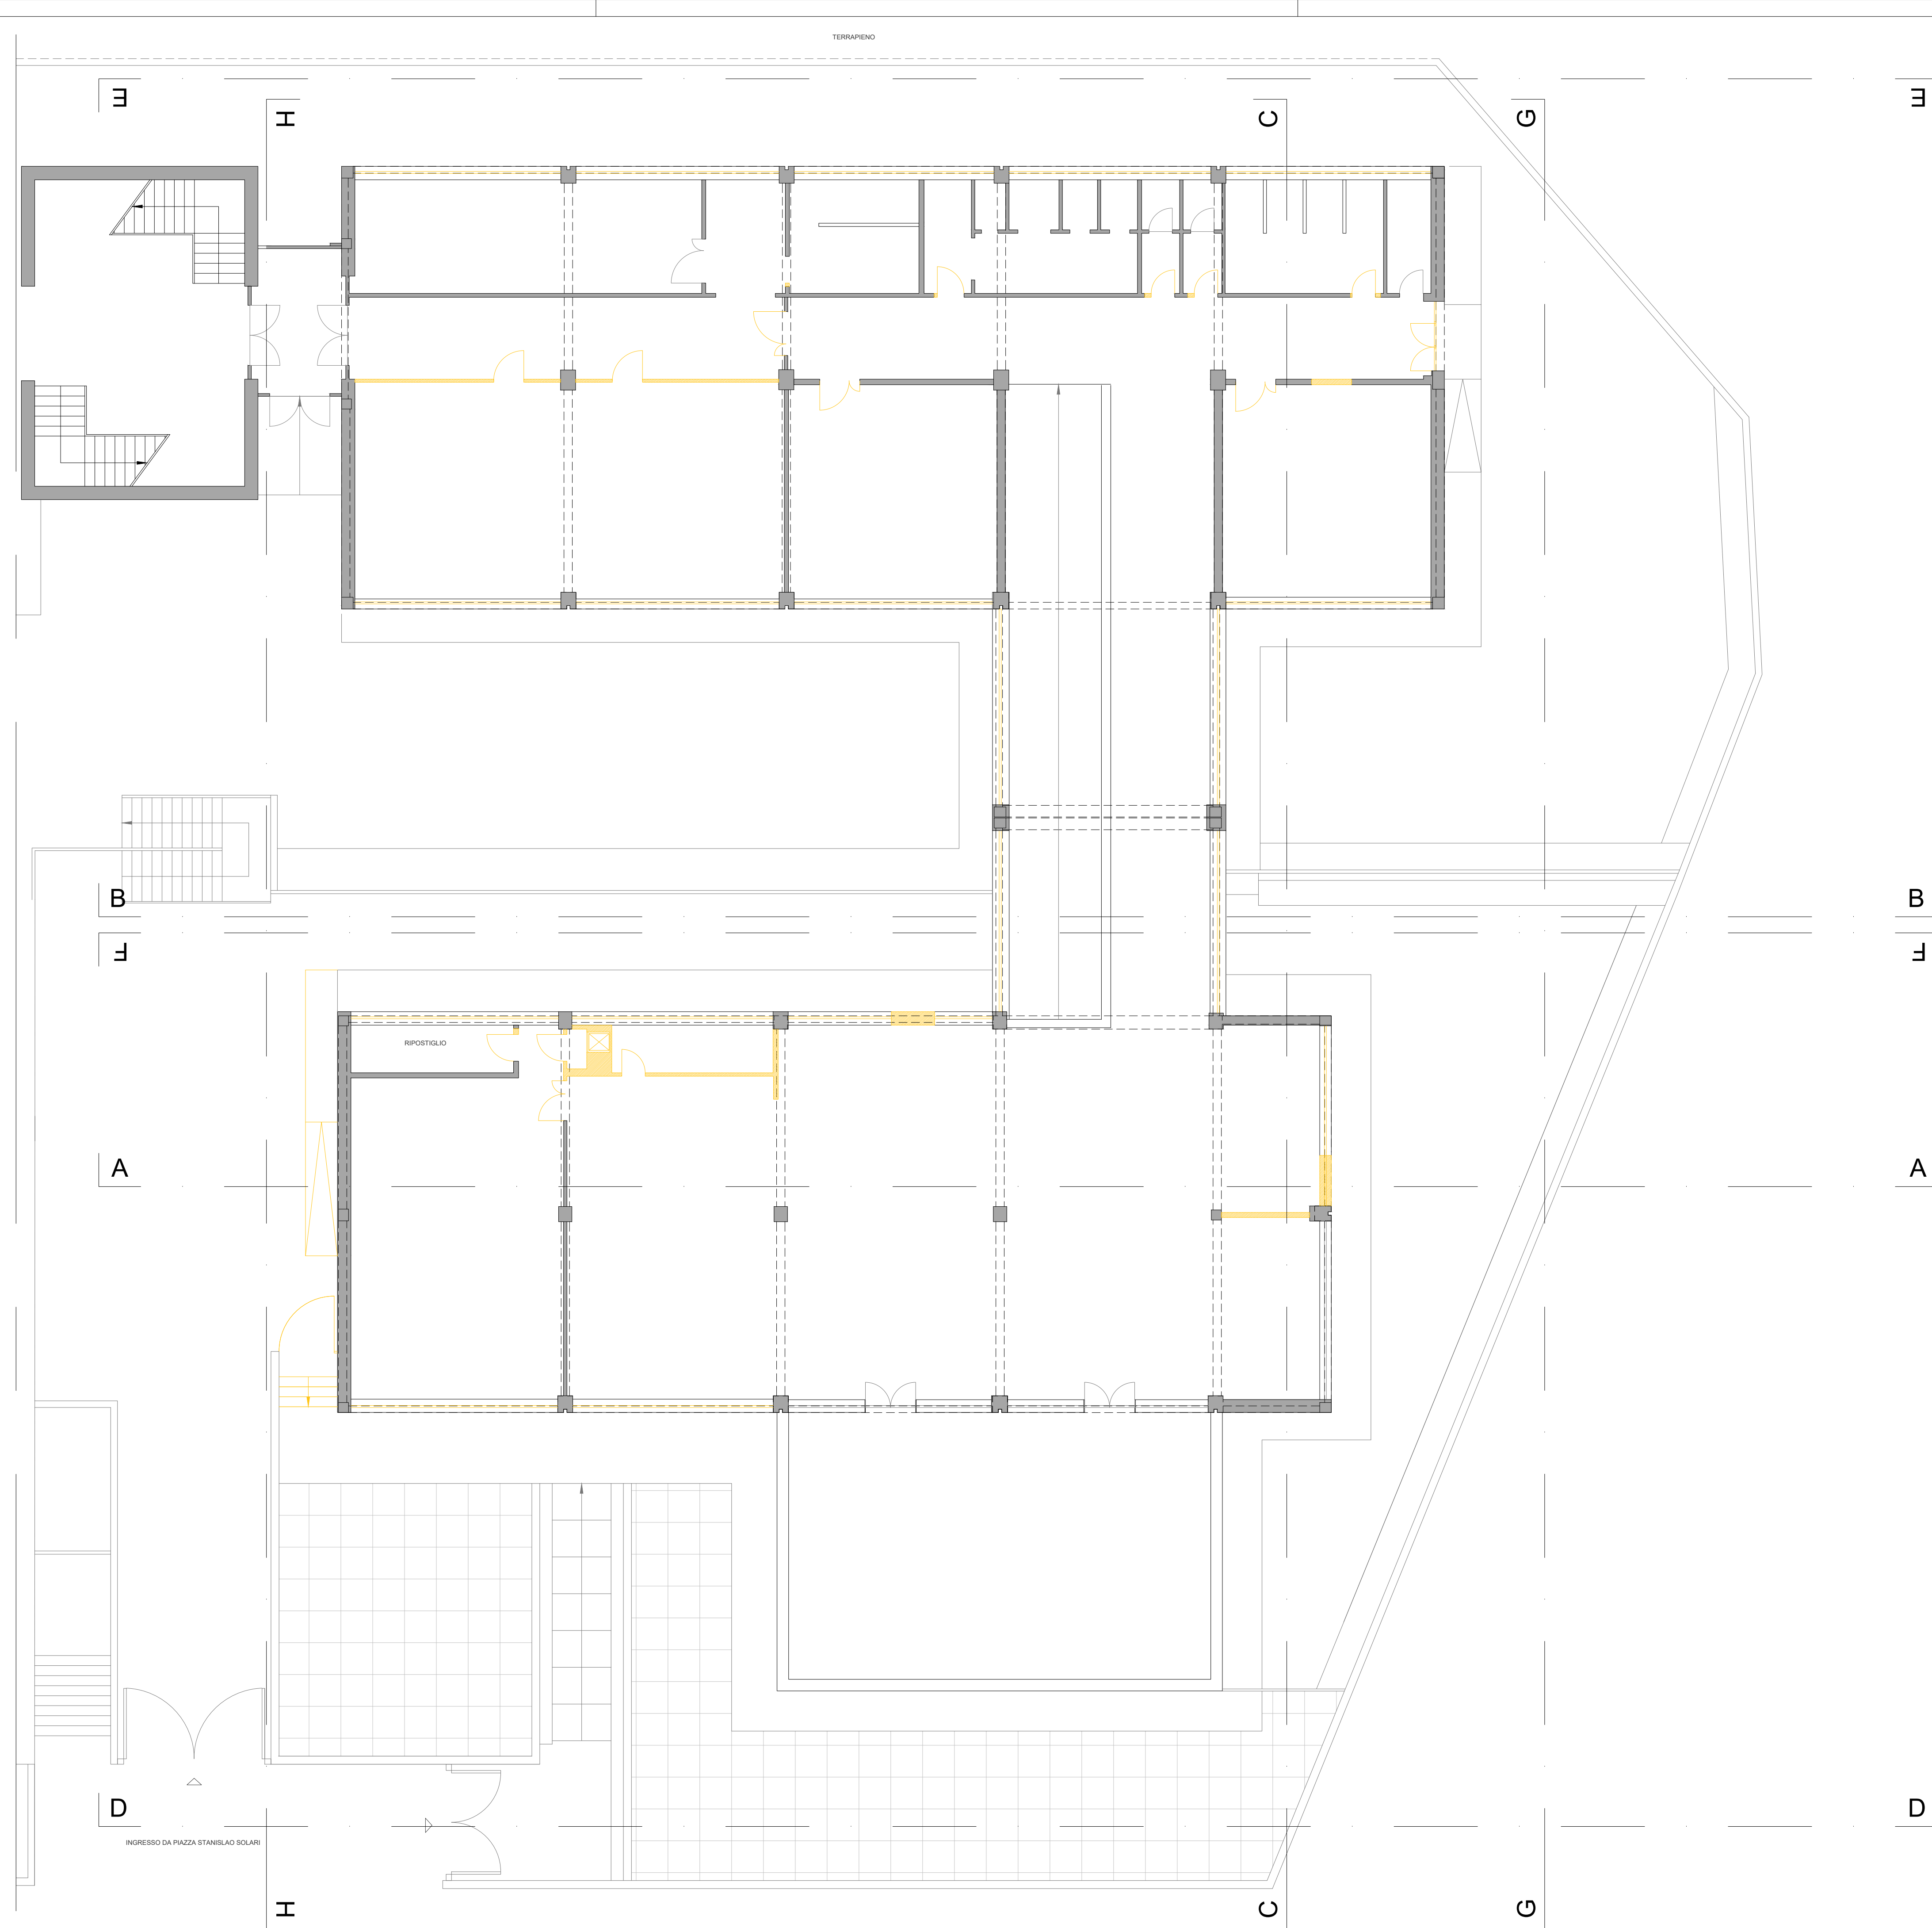 TERRAPIENO
E
E
H
C
G
B
B
F
F
RIPOSTIGLIO
A
A
D
D
INGRESSO DA PIAZZA STANISLAO SOLARI
H
C
G